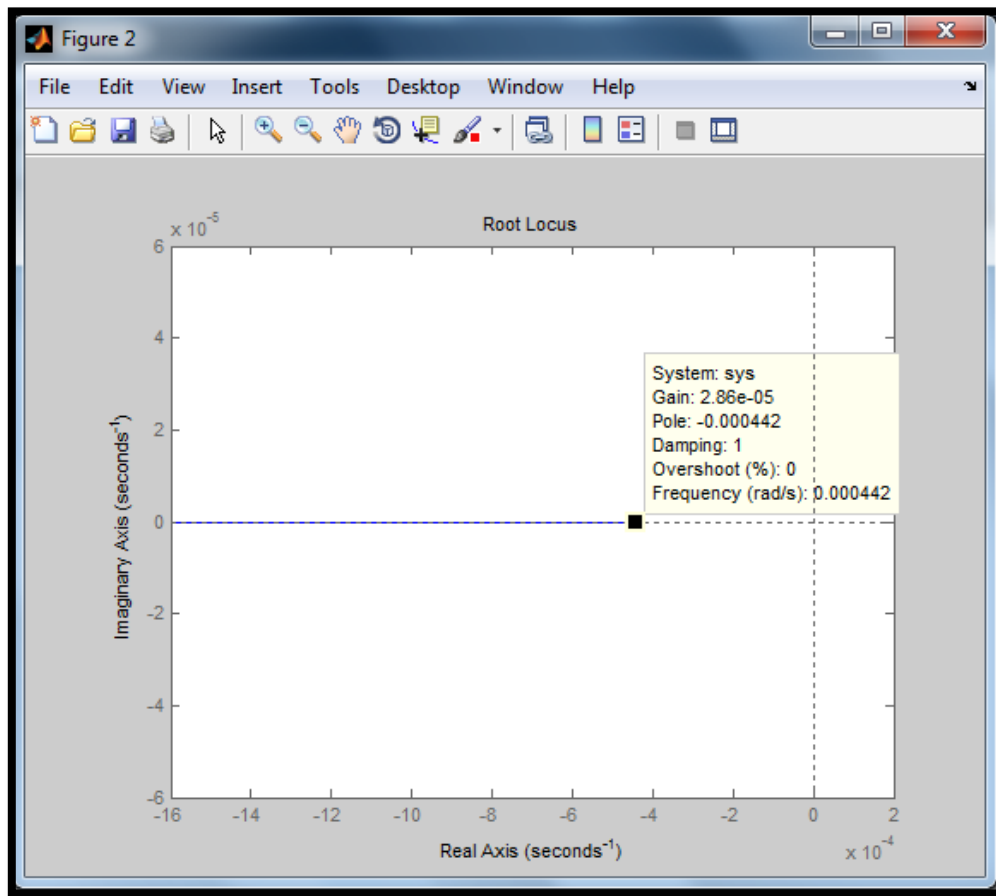 Figure 2
File Edit View Insert Tools Desktop Window Help
Root Locus
x 10^-5
6
4
2
0
-2
-4
-6
Imaginary Axis (seconds^-1)
System: sys
Gain: 2.86e-05
Pole: -0.000442
Damping: 1
Overshoot (%): 0
Frequency (rad/s): 0.000442
-16 -14 -12 -10 -8 -6 -4 -2 0 2
Real Axis (seconds^-1)
x 10^-4